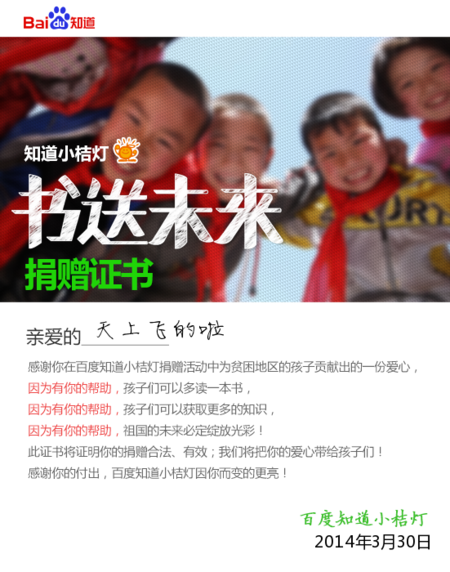 Bai du 知道
知道小桔灯
书送未来
捐赠证书
亲爱的 天上飞的啦
感谢你在百度知道小桔灯捐赠活动中为贫困地区的孩子贡献出的一份爱心，
因为有你的帮助，孩子们可以多读一本书，
因为有你的帮助，孩子们可以获取更多的知识，
因为有你的帮助，祖国的未来必定绽放光彩！
此证书将证明你的捐赠合法、有效；我们将把你的爱心带给孩子们！
感谢你的付出，百度知道小桔灯因你而变的更亮！
百度知道小桔灯
2014年3月30日